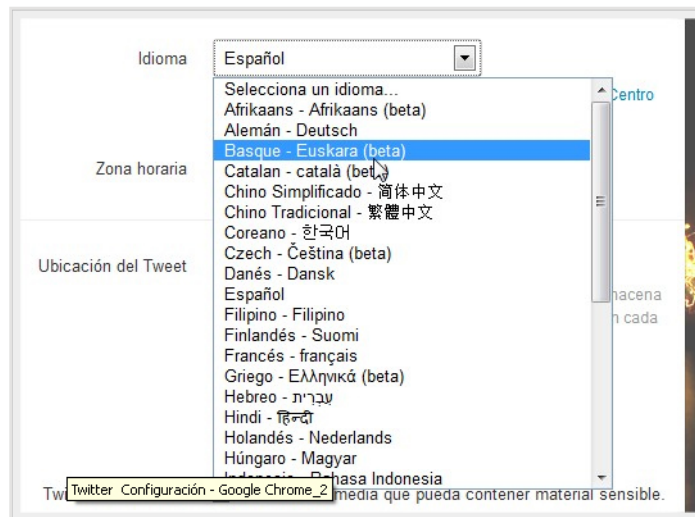 Idioma
Español
Selecciona un idioma...
Centro
Afrikaans - Afrikaans (beta)
Alemán - Deutsch
Basque - Euskara (beta)
Zona horaria
Catalan - català (beta)
Chino Simplificado - 简体中文
Chino Tradicional - 繁體中文
Coreano - 한국어
Czech - Čeština (beta)
Ubicación del Tweet
Danés - Dansk
Español
Filipino - Filipino
Finlandés - Suomi
Francés - français
Griego - Ελληνικά (beta)
Hebreo - עִבְרִית
Hindi - हिन्दी
Holandés - Nederlands
Húngaro - Magyar
Bahasa Indonesia
Twitter Configuración - Google Chrome_2
media que pueda contener material sensible.
n cada